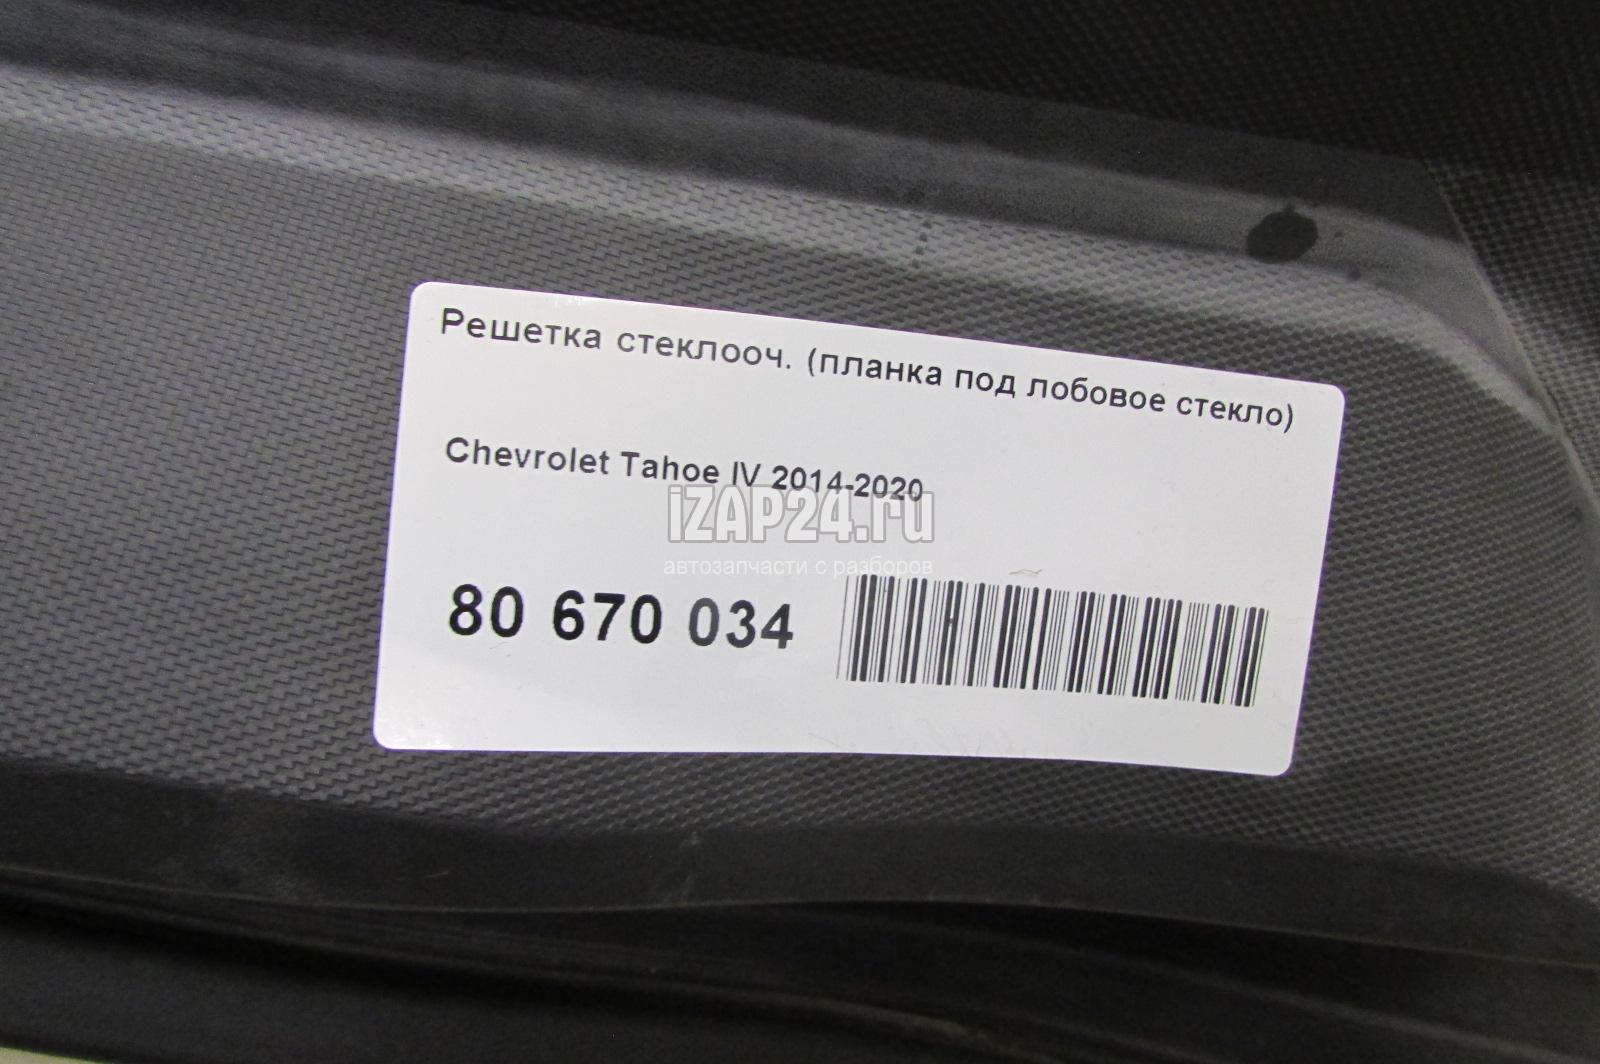 Решетка стеклооч. (планка под лобовое стекло)
Chevrolet Tahoe IV 2014-2020
iZAP24.ru
автозапчасти с разборов
80 670 034